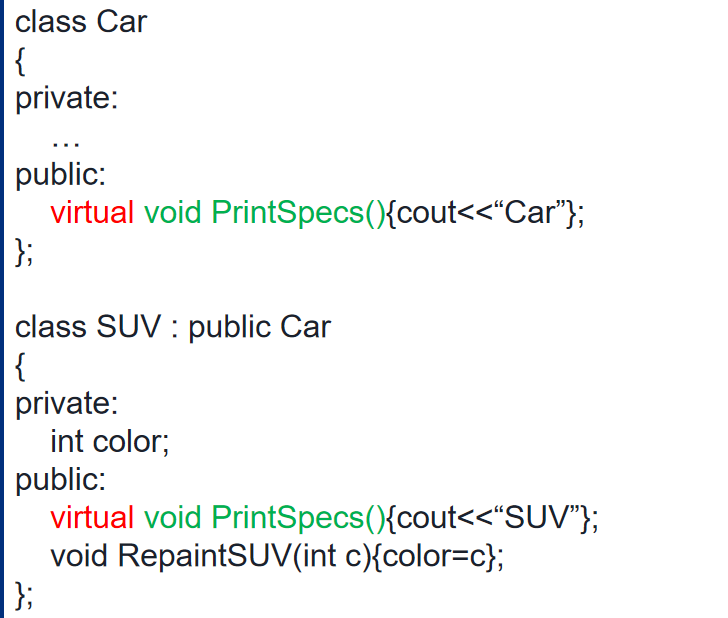 class Car
{
private:
…
public:
virtual void PrintSpecs(){cout<<“Car”};
};
class SUV : public Car
{
private:
int color;
public:
virtual void PrintSpecs(){cout<<“SUV”};
void RepaintSUV(int c){color=c};
};